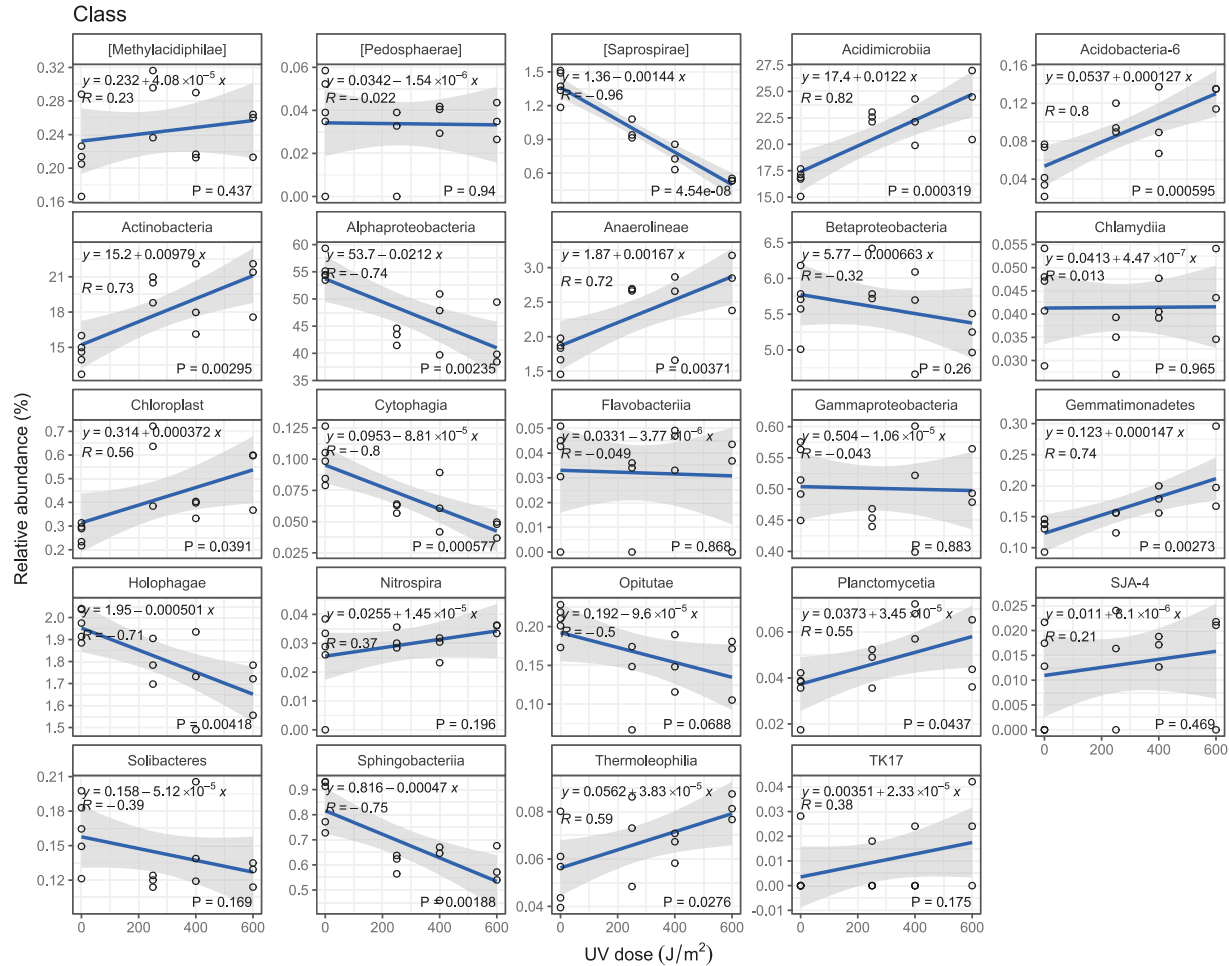 Class
[Methylacidiphilae] [Pedosphaerae] [Saprospirae] Acidimicrobiia Acidobacteria-6
y = 0.232 + 4.08 ×10⁻⁵ x
R = 0.23
P = 0.437
0.32
0.28
0.24
0.20
0.16
y = 0.0342 − 1.54 ×10⁻⁶ x
R = −0.022
P = 0.94
0.06
0.04
0.02
0.00
y = 1.36 − 0.00144 x
R = −0.96
P = 4.54e-08
1.5
1.2
0.9
0.6
y = 17.4 + 0.0122 x
R = 0.82
P = 0.000319
27.5
25.0
22.5
20.0
17.5
15.0
y = 0.0537 + 0.000127 x
R = 0.8
P = 0.000595
0.16
0.12
0.08
0.04
Actinobacteria Alphaproteobacteria Anaerolineae Betaproteobacteria Chlamydiia
y = 15.2 + 0.00979 x
R = 0.73
P = 0.00295
21
18
15
y = 53.7 − 0.0212 x
R = −0.74
P = 0.00235
60
55
50
45
40
35
y = 1.87 + 0.00167 x
R = 0.72
P = 0.00371
3.0
2.5
2.0
1.5
y = 5.77 − 0.000663 x
R = −0.32
P = 0.26
6.5
6.0
5.5
5.0
y = 0.0413 + 4.47 ×10⁻⁷ x
R = 0.013
P = 0.965
0.055
0.050
0.045
0.040
0.035
0.030
Relative abundance (%)
Chloroplast Cytophagia Flavobacteriia Gammaproteobacteria Gemmatimonadetes
y = 0.314 + 0.000372 x
R = 0.56
P = 0.0391
0.7
0.6
0.5
0.4
0.3
0.2
y = 0.0953 − 8.81 ×10⁻⁵ x
R = −0.8
P = 0.000577
0.125
0.100
0.075
0.050
0.025
y = 0.0331 − 3.77 ×10⁻⁶ x
R = −0.049
P = 0.868
0.05
0.04
0.03
0.02
0.01
0.00
y = 0.504 − 1.06 ×10⁻⁵ x
R = −0.043
P = 0.883
0.60
0.55
0.50
0.45
0.40
y = 0.123 + 0.000147 x
R = 0.74
P = 0.00273
0.30
0.25
0.20
0.15
0.10
Holophagae Nitrospira Opitutae Planctomycetia SJA-4
y = 1.95 − 0.000501 x
R = −0.71
P = 0.00418
2.1
2.0
1.9
1.8
1.7
1.6
1.5
y = 0.0255 + 1.45 ×10⁻⁵ x
R = 0.37
P = 0.196
0.04
0.03
0.02
0.01
0.00
y = 0.192 − 9.6 ×10⁻⁵ x
R = −0.5
P = 0.0688
0.20
0.15
0.10
y = 0.0373 + 3.45 ×10⁻⁵ x
R = 0.55
P = 0.0437
0.06
0.04
0.02
y = 0.011 + 8.1 ×10⁻⁶ x
R = 0.21
P = 0.469
0.025
0.020
0.015
0.010
0.005
0.000
Solibacteres Sphingobacteriia Thermoleophilia TK17
y = 0.158 − 5.12 ×10⁻⁵ x
R = −0.39
P = 0.169
0.21
0.18
0.15
0.12
y = 0.816 − 0.00047 x
R = −0.75
P = 0.00188
0.9
0.8
0.7
0.6
0.5
y = 0.0562 + 3.83 ×10⁻⁵ x
R = 0.59
P = 0.0276
0.08
0.06
0.04
y = 0.00351 + 2.33 ×10⁻⁵ x
R = 0.38
P = 0.175
0.04
0.03
0.02
0.01
0.00
-0.01
0 200 400 600
0 200 400 600
0 200 400 600
0 200 400 600
0 200 400 600
UV dose (J/m²)